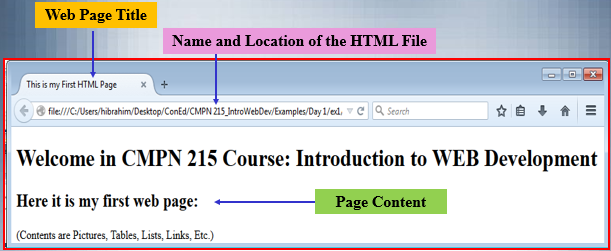 Web Page Title
Name and Location of the HTML File
This is my First HTML Page
file:///C:/Users/hibrahim/Desktop/ConEd/CMPN 215_IntroWebDev/Examples/Day 1/ex1.
Search
Welcome in CMPN 215 Course: Introduction to WEB Development
Here it is my first web page:
Page Content
(Contents are Pictures, Tables, Lists, Links, Etc.)